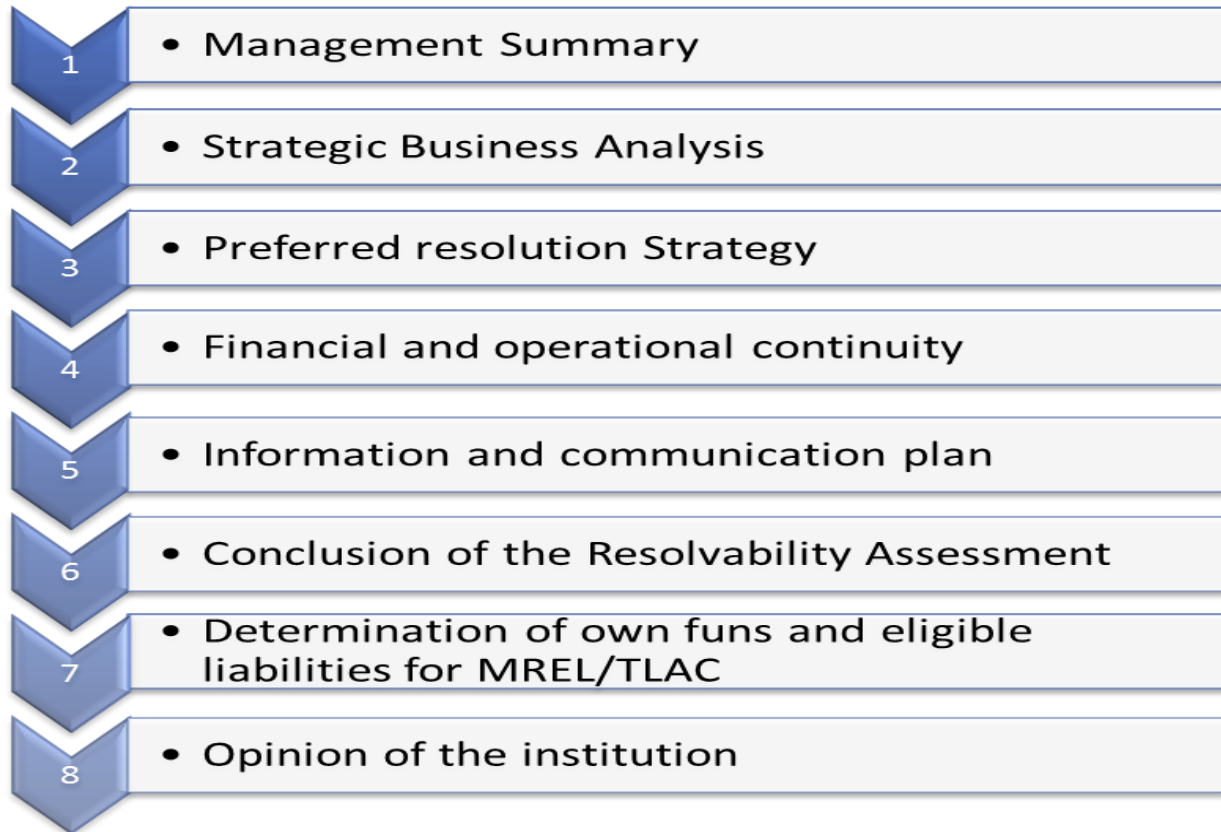 1
• Management Summary
2
• Strategic Business Analysis
3
• Preferred resolution Strategy
4
• Financial and operational continuity
5
• Information and communication plan
6
• Conclusion of the Resolvability Assessment
7
• Determination of own funs and eligible
liabilities for MREL/TLAC
8
• Opinion of the institution